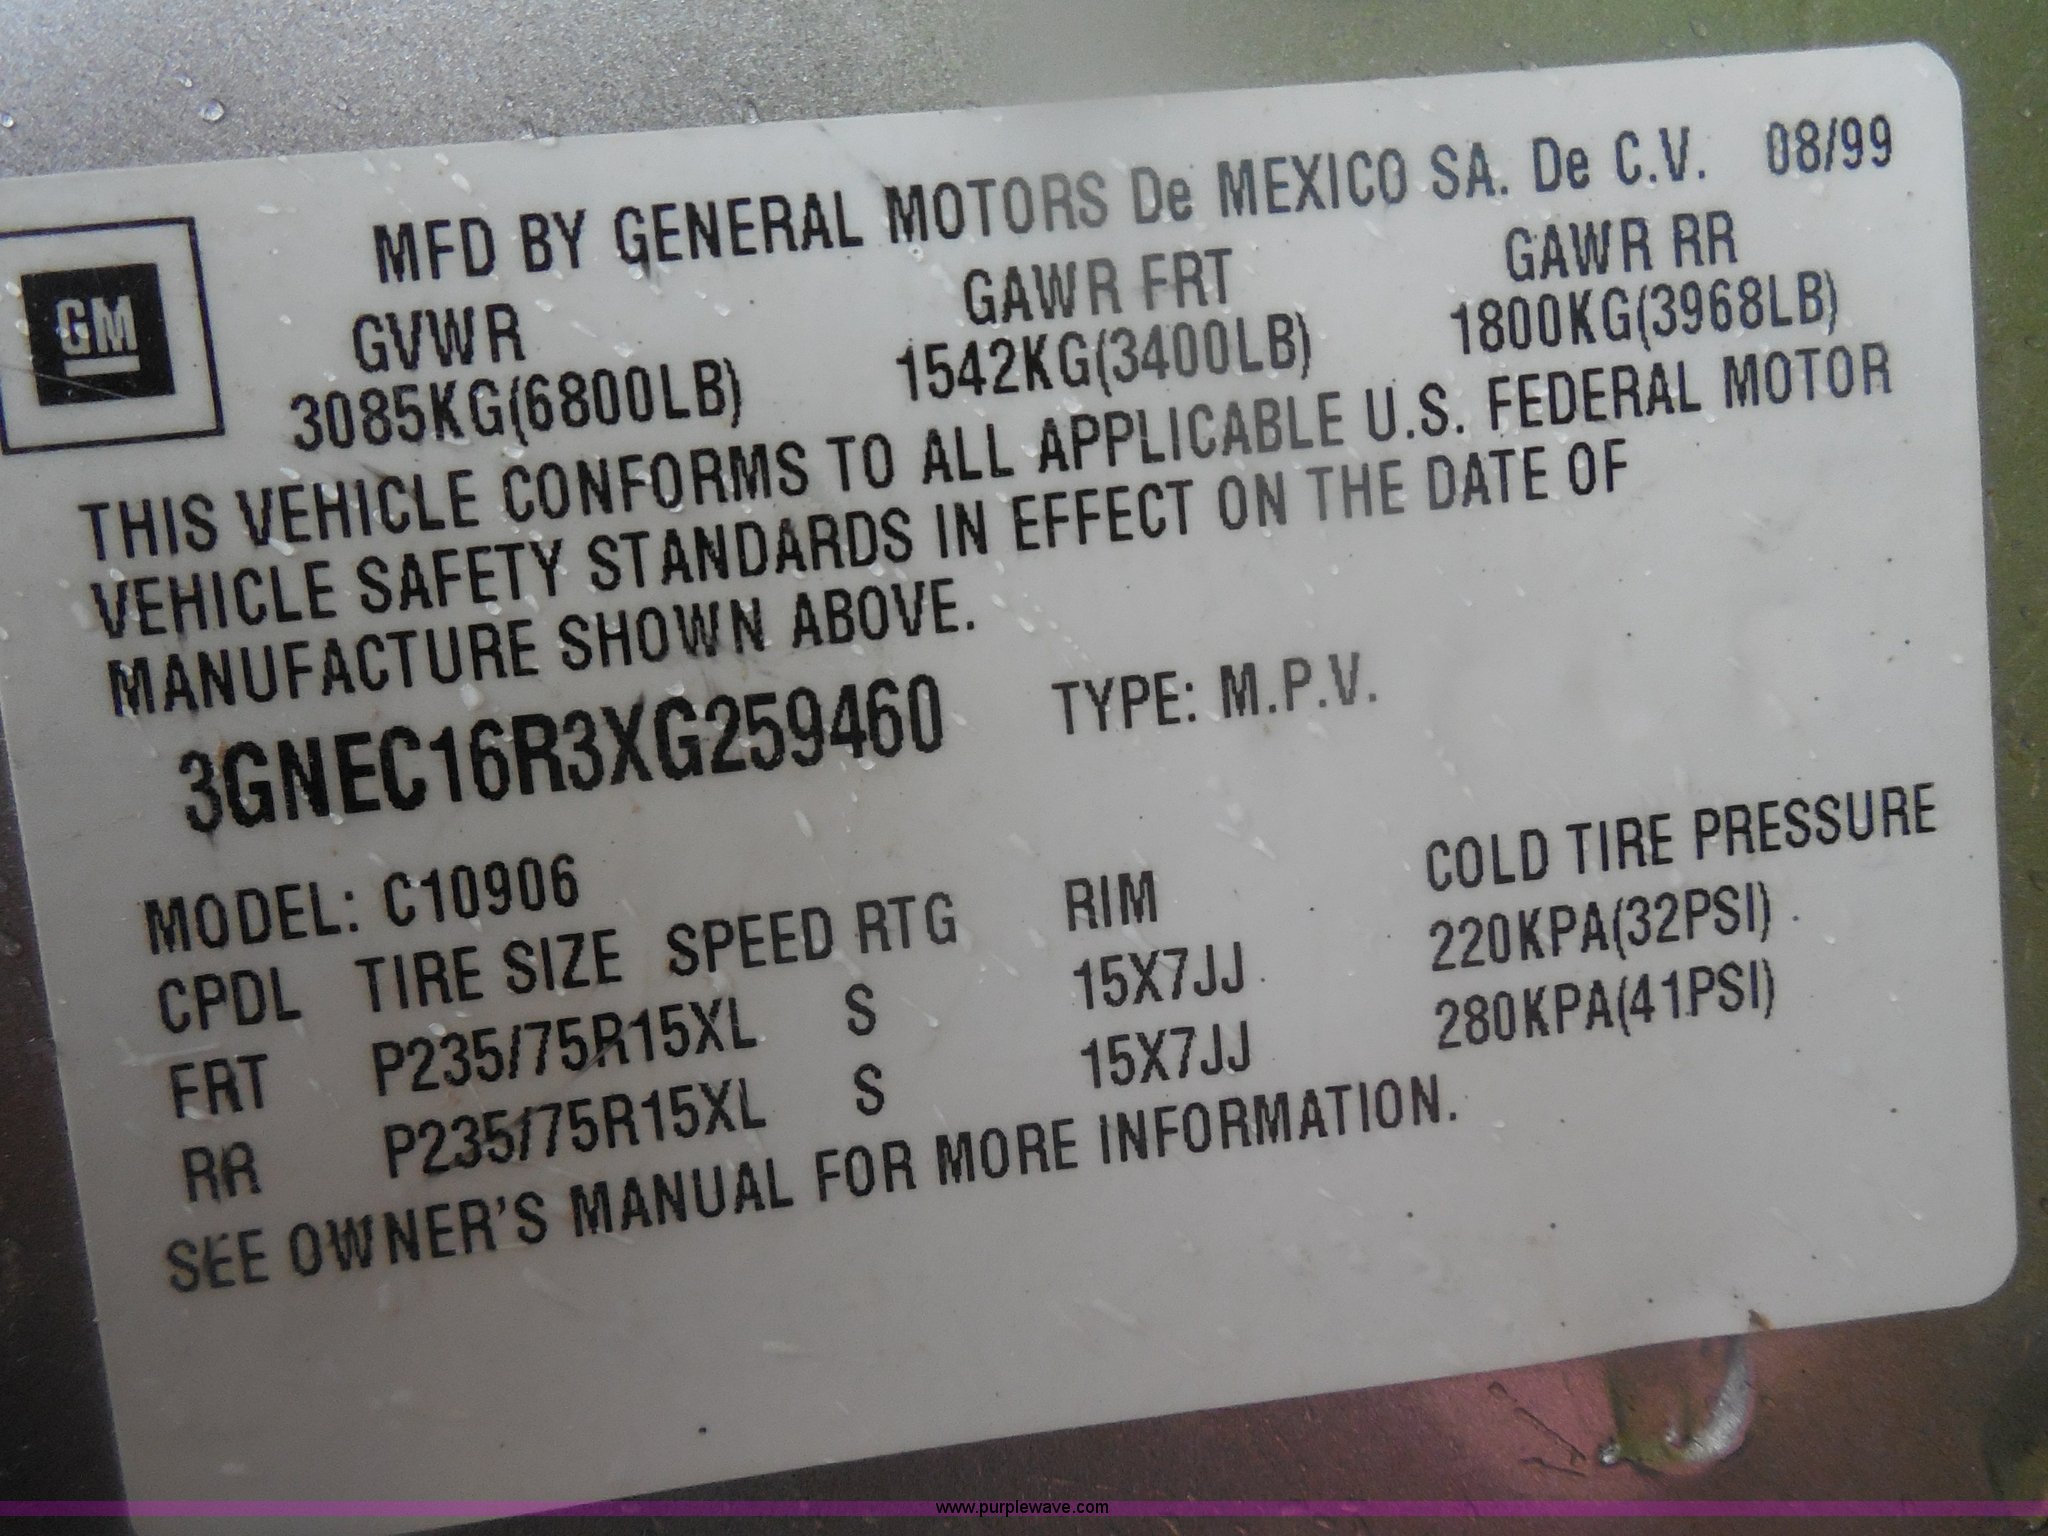 MFD BY GENERAL MOTORS De MEXICO SA. De C.V. 08/99
GM
GVWR GAWR FRT GAWR RR
3085KG(6800LB) 1542KG(3400LB) 1800KG(3968LB)
THIS VEHICLE CONFORMS TO ALL APPLICABLE U.S. FEDERAL MOTOR
VEHICLE SAFETY STANDARDS IN EFFECT ON THE DATE OF
MANUFACTURE SHOWN ABOVE.
3GNEC16R3XG259460 TYPE: M.P.V.
MODEL: C10906
CPDL TIRE SIZE SPEED RTG RIM COLD TIRE PRESSURE
FRT P235/75R15XL S 15X7JJ 220KPA(32PSI)
RR P235/75R15XL S 15X7JJ 280KPA(41PSI)
SEE OWNER'S MANUAL FOR MORE INFORMATION.
www.purplewave.com